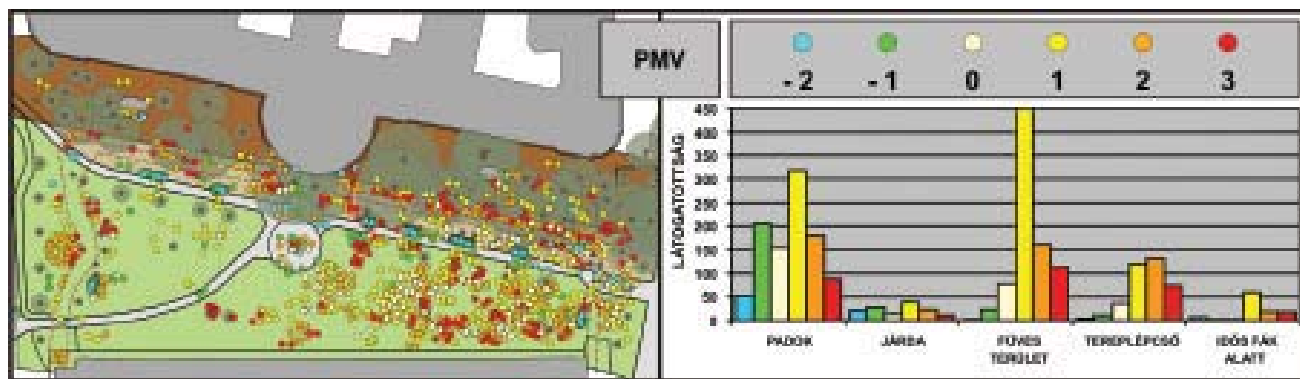 PMV
-2 -1 0 1 2 3
LÁTOGATOTTSÁG
450
400
350
300
250
200
150
100
50
0
PADOK JÁRDA FÜVES TERÜLET TEREPLÉPCSŐ IDŐS FÁK ALATT